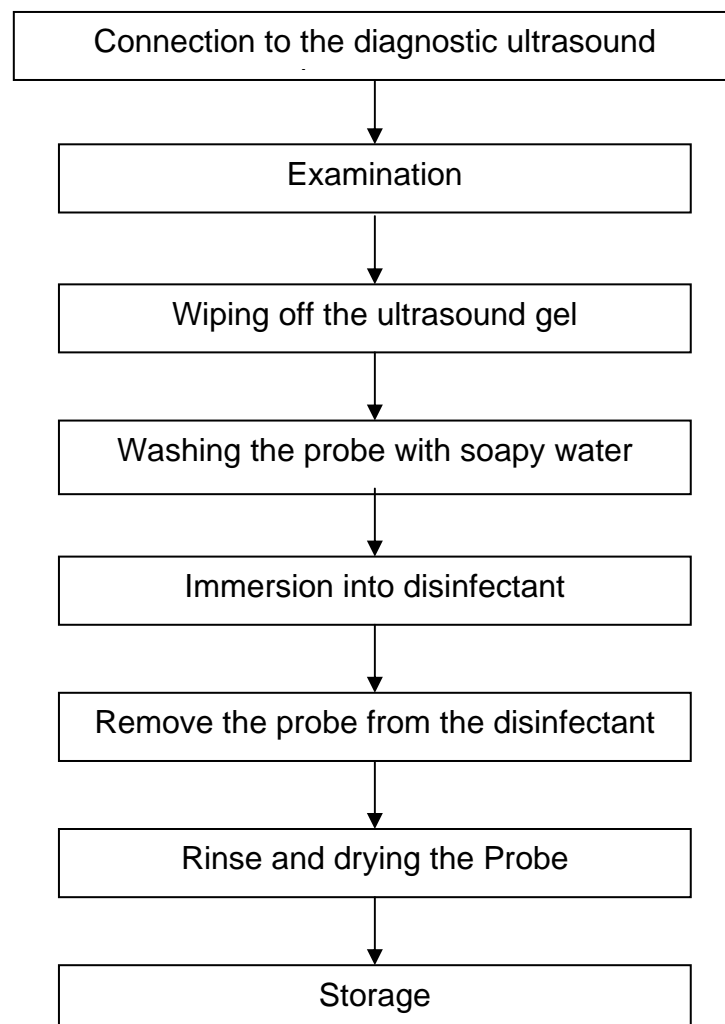 Connection to the diagnostic ultrasound
Examination
Wiping off the ultrasound gel
Washing the probe with soapy water
Immersion into disinfectant
Remove the probe from the disinfectant
Rinse and drying the Probe
Storage